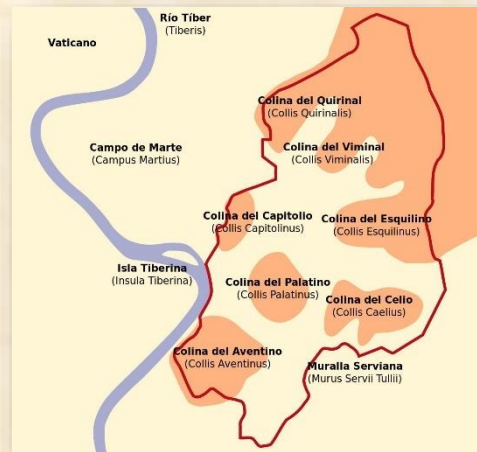 Río Tíber
(Tiberis)
Vaticano
Colina del Quirinal
(Collis Quirinalis)
Campo de Marte
(Campus Martius)
Colina del Viminal
(Collis Viminalis)
Colina del Capitolio
(Collis Capitolinus)
Colina del Esquilino
(Collis Esquilinus)
Isla Tiberina
(Insula Tiberina)
Colina del Palatino
(Collis Palatinus)
Colina del Celio
(Collis Caelius)
Colina del Aventino
(Collis Aventinus)
Muralla Serviana
(Murus Servii Tullii)